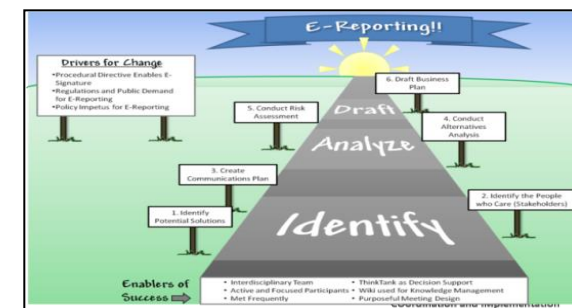 E-Reporting!!
Drivers for Change
•Procedural Directive Enables E-
Signature
•Regulations and Public Demand
for E-Reporting
•Policy Impetus for E-Reporting
6. Draft Business
Plan
Draft
5. Conduct Risk
Assessment
4. Conduct
Alternatives
Analysis
Analyze
3. Create
Communications Plan
2. Identify the People
who Care (Stakeholders)
1. Identify
Potential Solutions
Identify
Enablers of
Success
• Interdisciplinary Team
• Active and Focused Participants
• Met Frequently
• ThinkTank as Decision Support
• Wiki used for Knowledge Management
• Purposeful Meeting Design
Coordination and Implementation